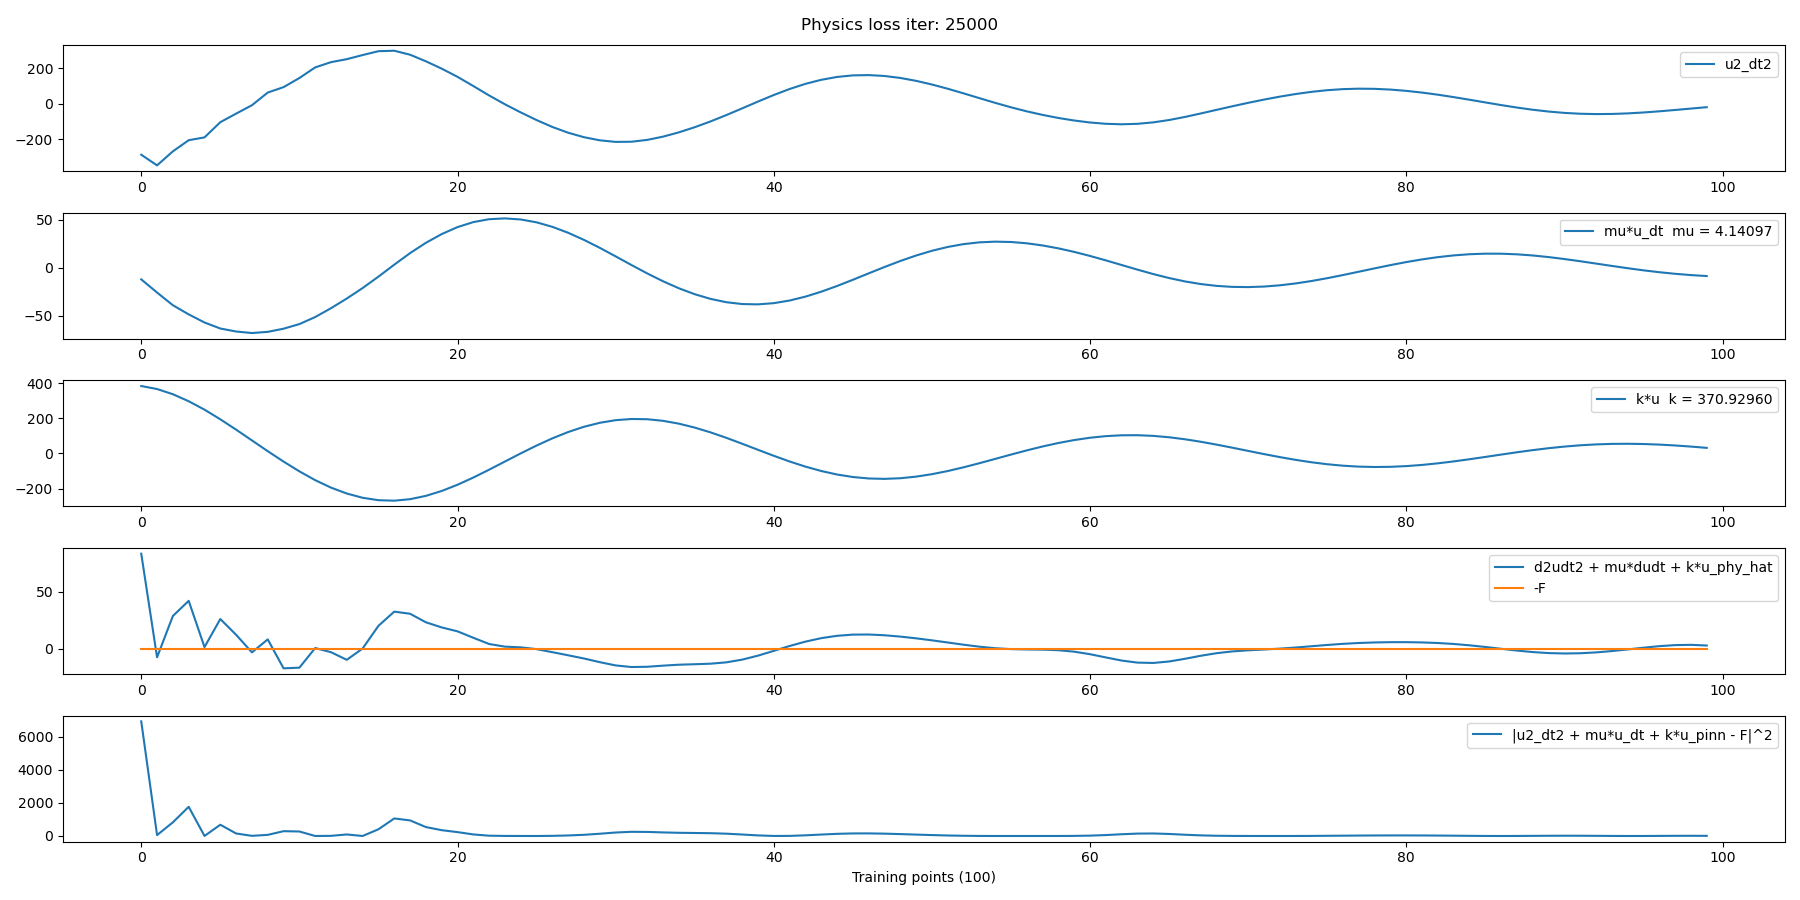 Physics loss iter: 25000
200
0
−200
u2_dt2
0 20 40 60 80 100
50
0
−50
mu*u_dt  mu = 4.14097
0 20 40 60 80 100
400
200
0
−200
k*u  k = 370.92960
0 20 40 60 80 100
50
0
d2udt2 + mu*dudt + k*u_phy_hat
-F
0 20 40 60 80 100
6000
4000
2000
0
|u2_dt2 + mu*u_dt + k*u_pinn - F|^2
0 20 40 60 80 100
Training points (100)